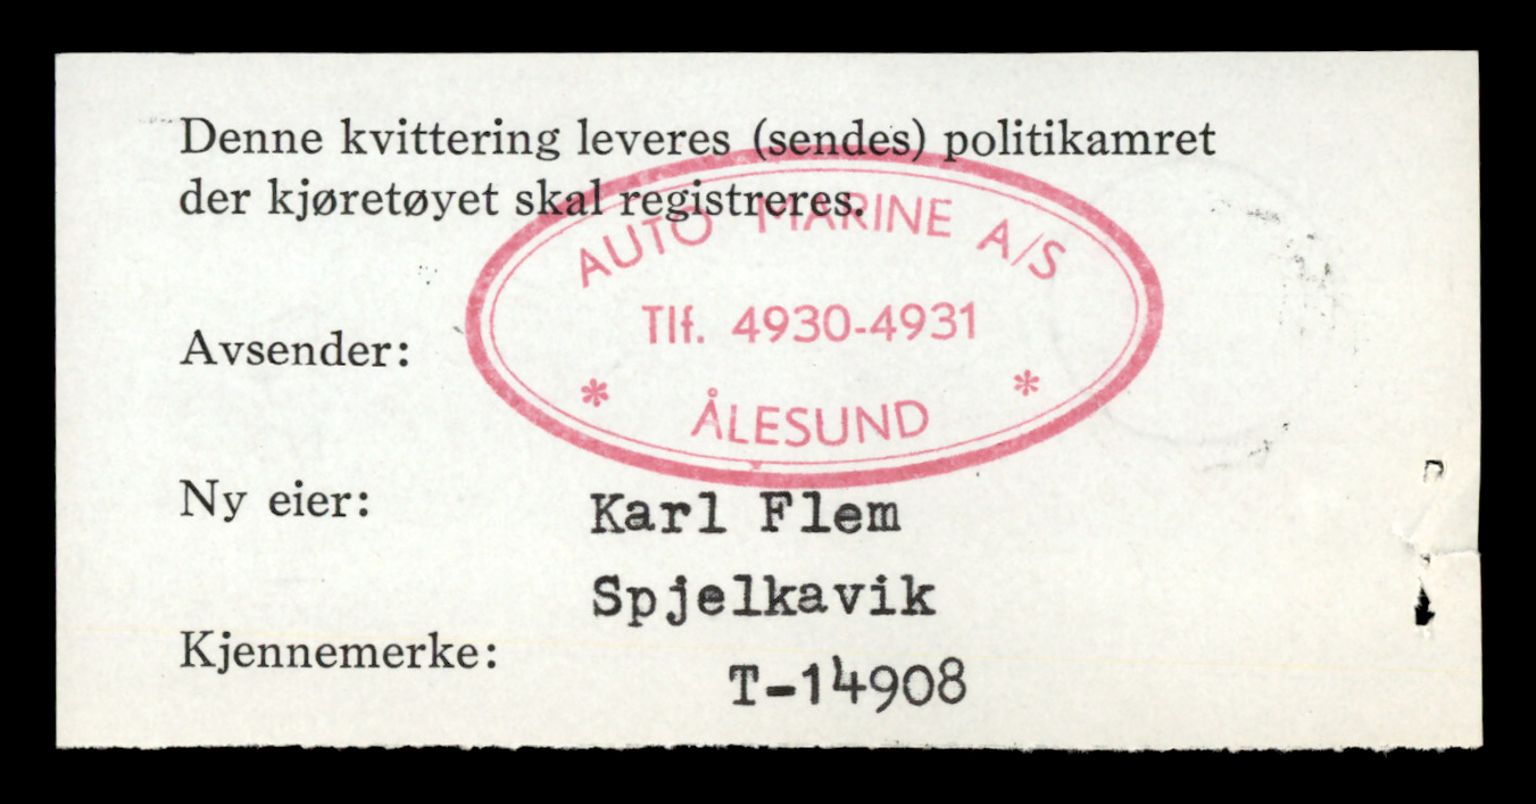 Denne kvittering leveres (sendes) politikamret
der kjøretøyet skal registreres.
AUTO MARINE A/S
Tlf. 4930-4931
* ÅLESUND *
Avsender:
Ny eier: Karl Flem
Spjelkavik
Kjennemerke: T-14908